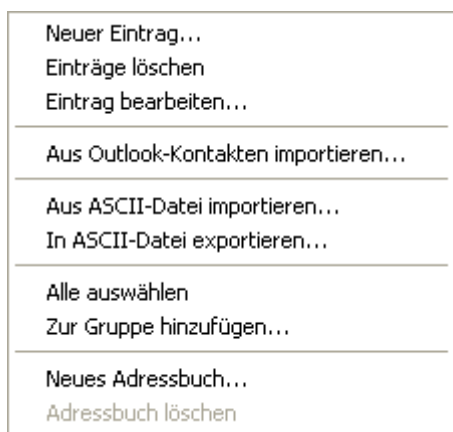 Neuer Eintrag...
Einträge löschen
Eintrag bearbeiten...
Aus Outlook-Kontakten importieren...
Aus ASCII-Datei importieren...
In ASCII-Datei exportieren...
Alle auswählen
Zur Gruppe hinzufügen...
Neues Adressbuch...
Adressbuch löschen